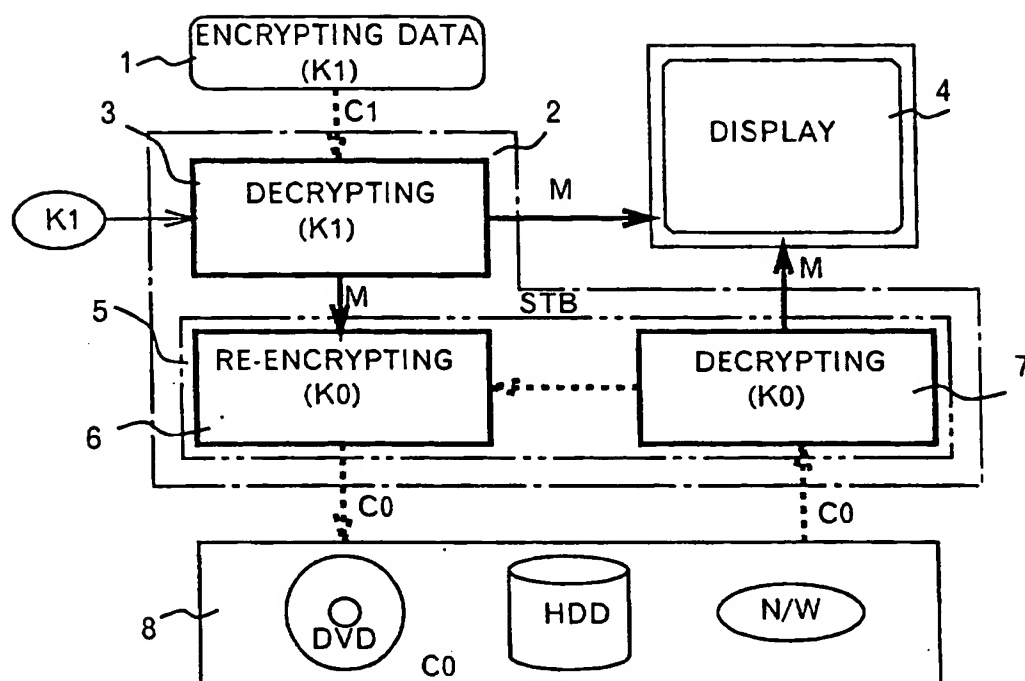 ENCRYPTING DATA
(K1)
1
C1
3
2
4
DISPLAY
DECRYPTING
(K1)
K1
M
M
M
STB
5
RE-ENCRYPTING
(K0)
DECRYPTING
(K0)
7
6
C0
C0
8
DVD
HDD
N/W
C0